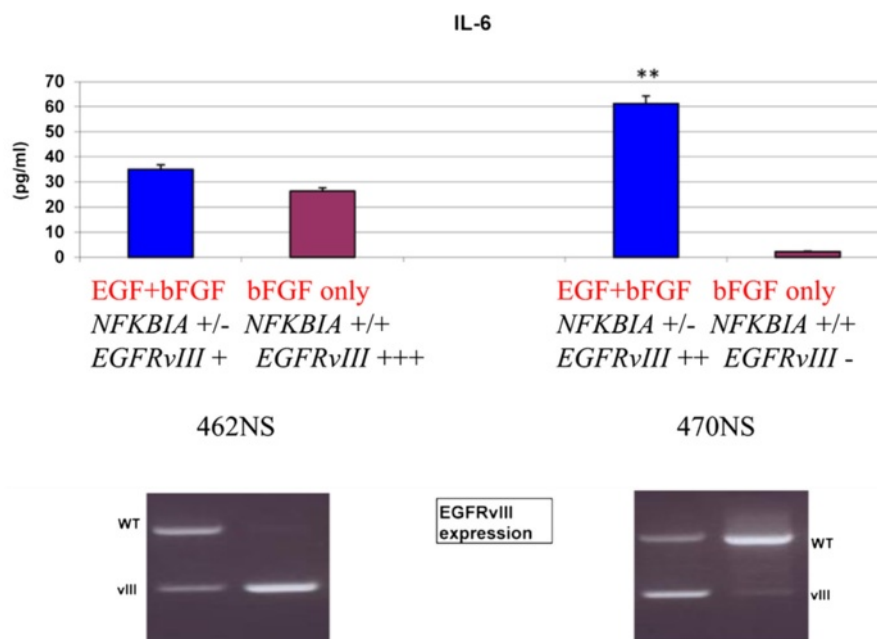 IL-6
(pg/ml)
70
60
50
40
30
20
10
0
**
EGF+bFGF bFGF only EGF+bFGF bFGF only
NFKBIA +/- NFKBIA +/+ NFKBIA +/- NFKBIA +/+
EGFRvIII + EGFRvIII +++ EGFRvIII ++ EGFRvIII -
462NS 470NS
WT
vIII
EGFRvIII
expression
WT
vIII